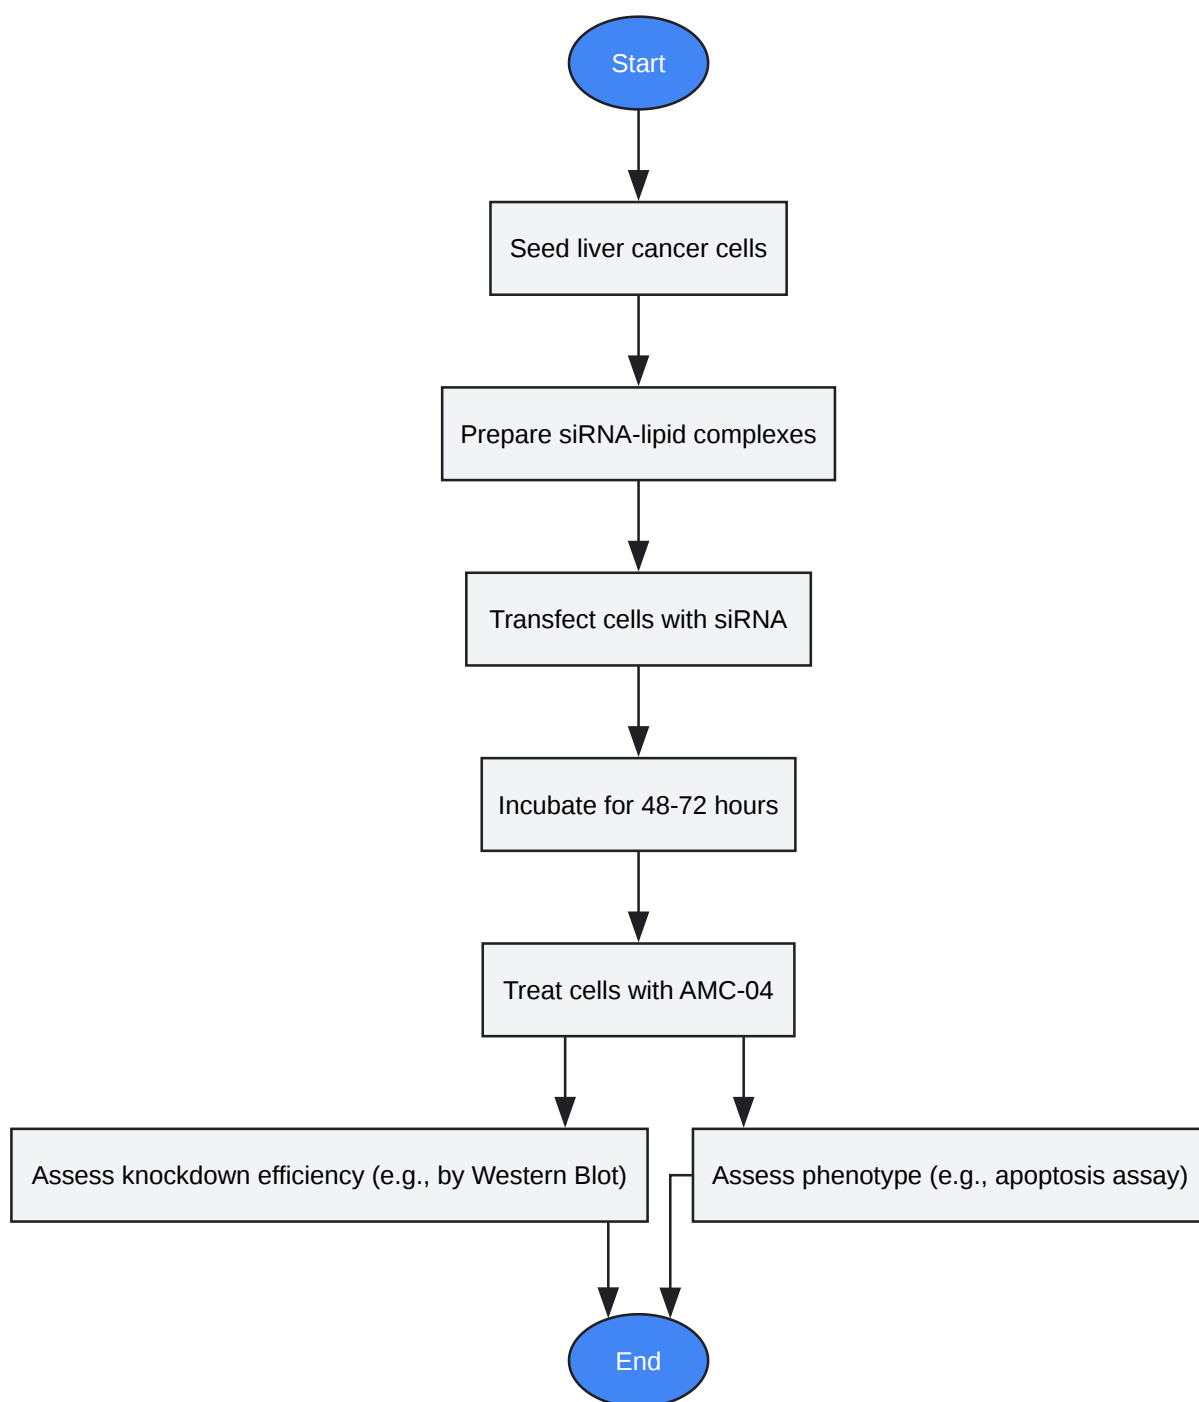 Start
Seed liver cancer cells
Prepare siRNA-lipid complexes
Transfect cells with siRNA
Incubate for 48-72 hours
Treat cells with AMC-04
Assess knockdown efficiency (e.g., by Western Blot)
Assess phenotype (e.g., apoptosis assay)
End